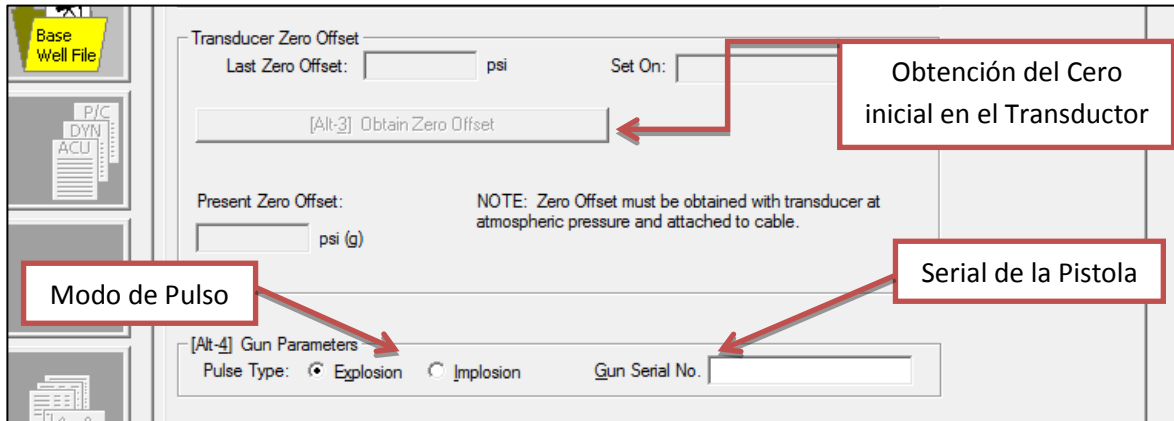 Base
Well File
P/C
DYN
ACU
Transducer Zero Offset
Last Zero Offset: psi Set On:
Obtención del Cero
inicial en el Transductor
[Alt-3] Obtain Zero Offset
Present Zero Offset:
psi (g)
NOTE: Zero Offset must be obtained with transducer at
atmospheric pressure and attached to cable.
Modo de Pulso
Serial de la Pistola
[Alt-4] Gun Parameters
Pulse Type: Explosion Implosion Gun Serial No.